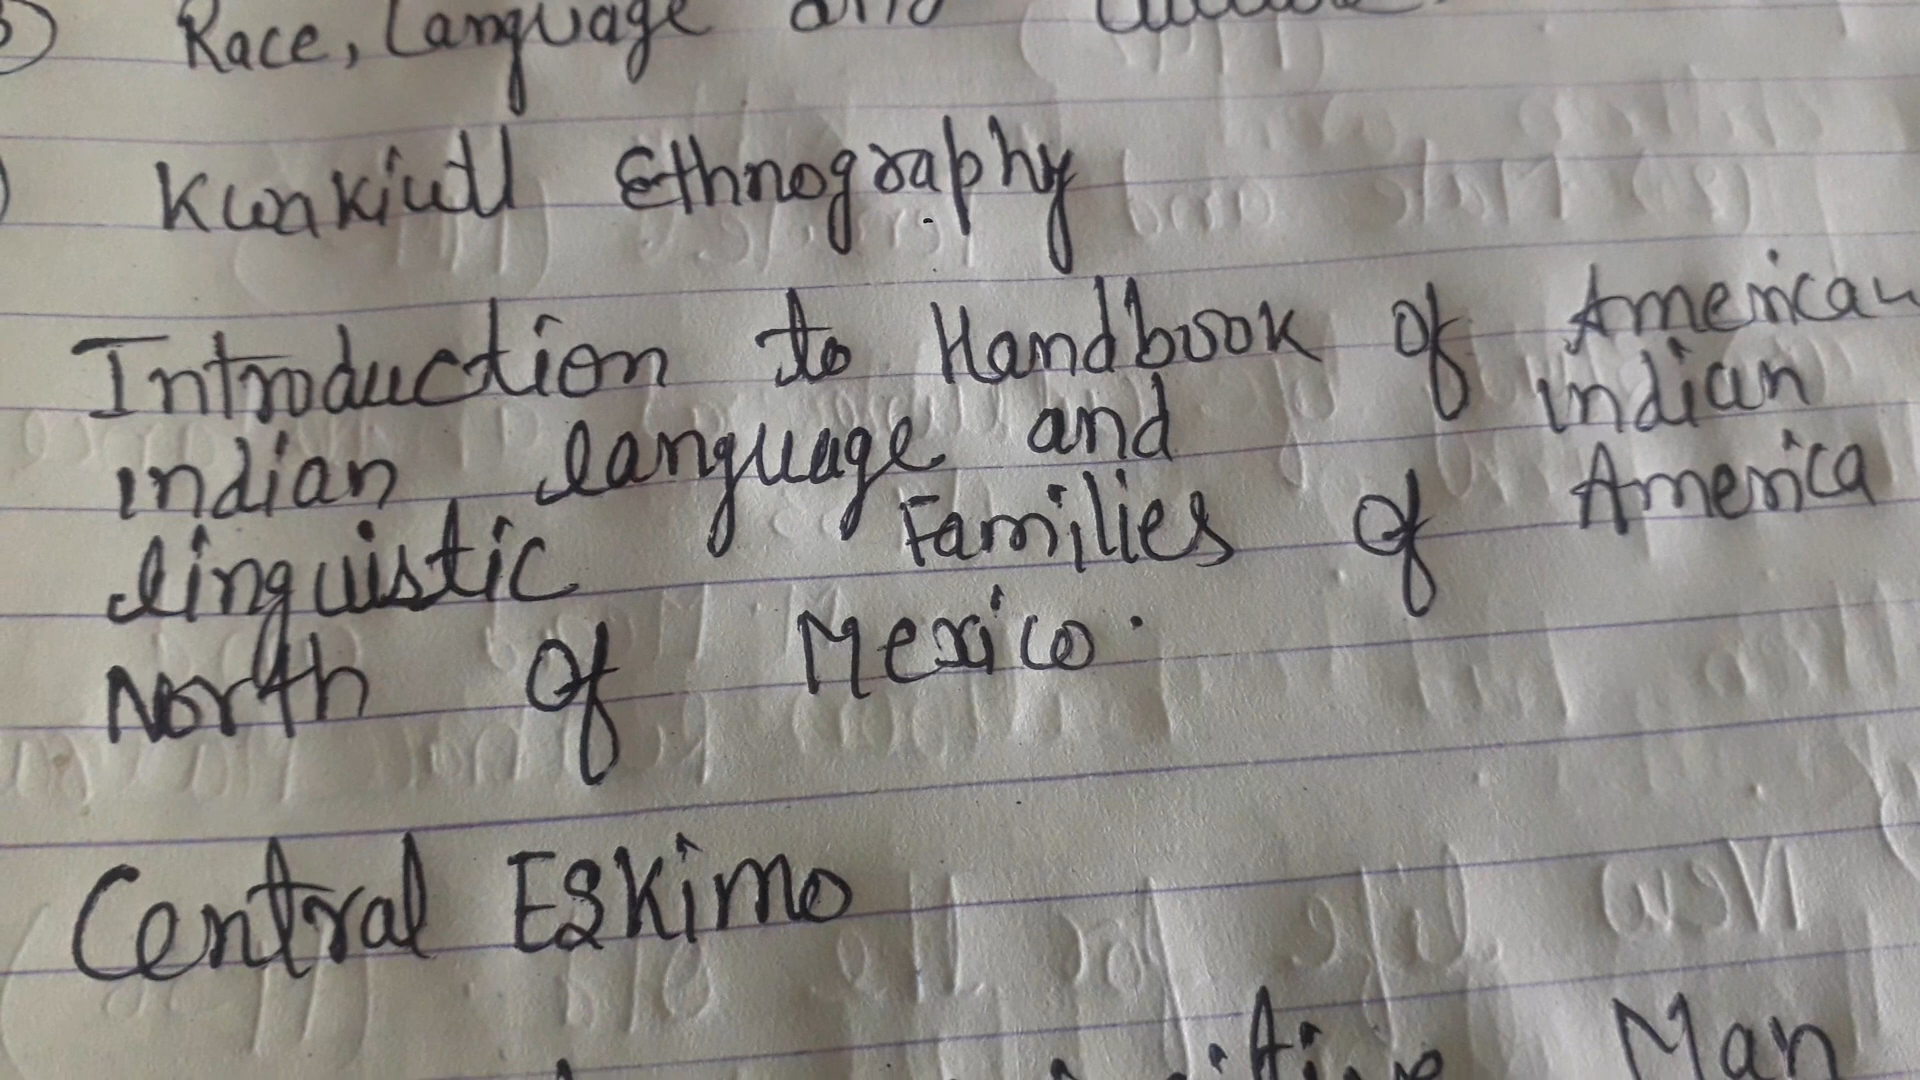 Race, Language and
Kwakiutl Ethnography
Introduction to Handbook of American
indian language and indian
linguistic Families of America
North of Mexico.
Central Eskimo
Man